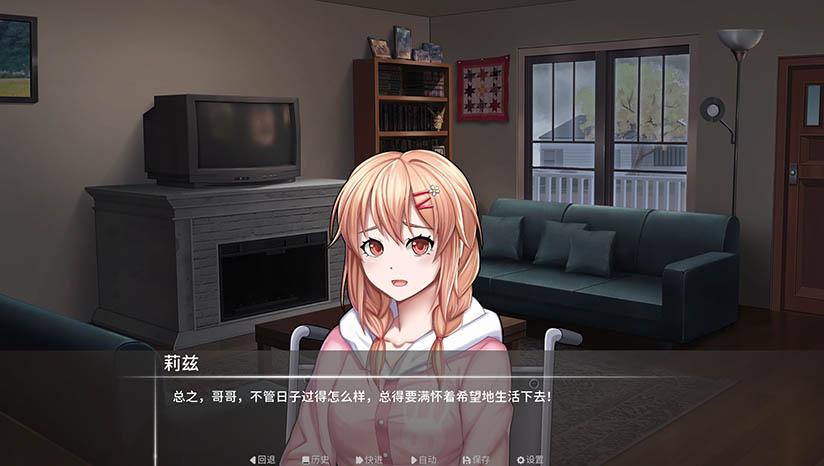 莉兹
总之，哥哥，不管日子过得怎么样，总得要满怀着希望地生活下去！
回退 历史 快进 自动 保存 设置